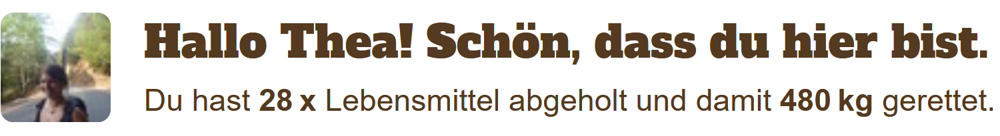 Hallo Thea! Schön, dass du hier bist.
Du hast 28 x Lebensmittel abgeholt und damit 480 kg gerettet.